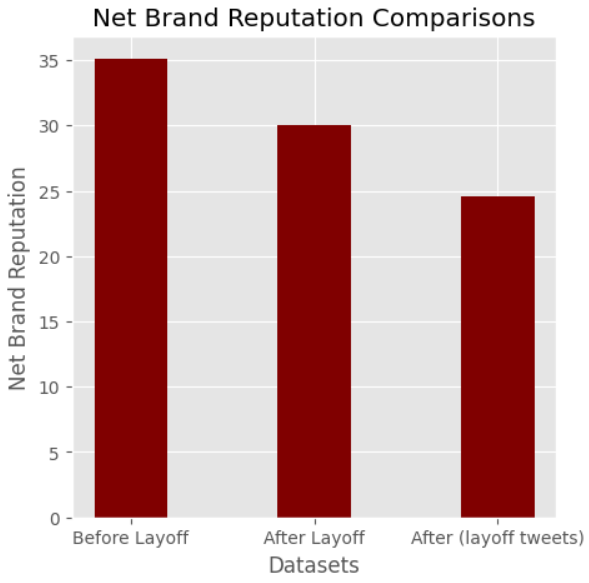 Net Brand Reputation Comparisons
Net Brand Reputation
35
30
25
20
15
10
5
0
Before Layoff
After Layoff
After (layoff tweets)
Datasets